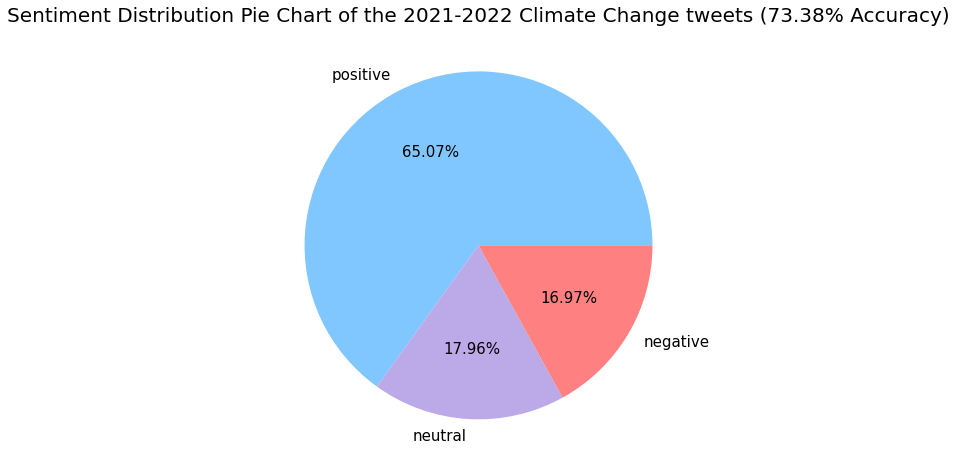 Sentiment Distribution Pie Chart of the 2021-2022 Climate Change tweets (73.38% Accuracy)
positive
65.07%
16.97%
negative
17.96%
neutral